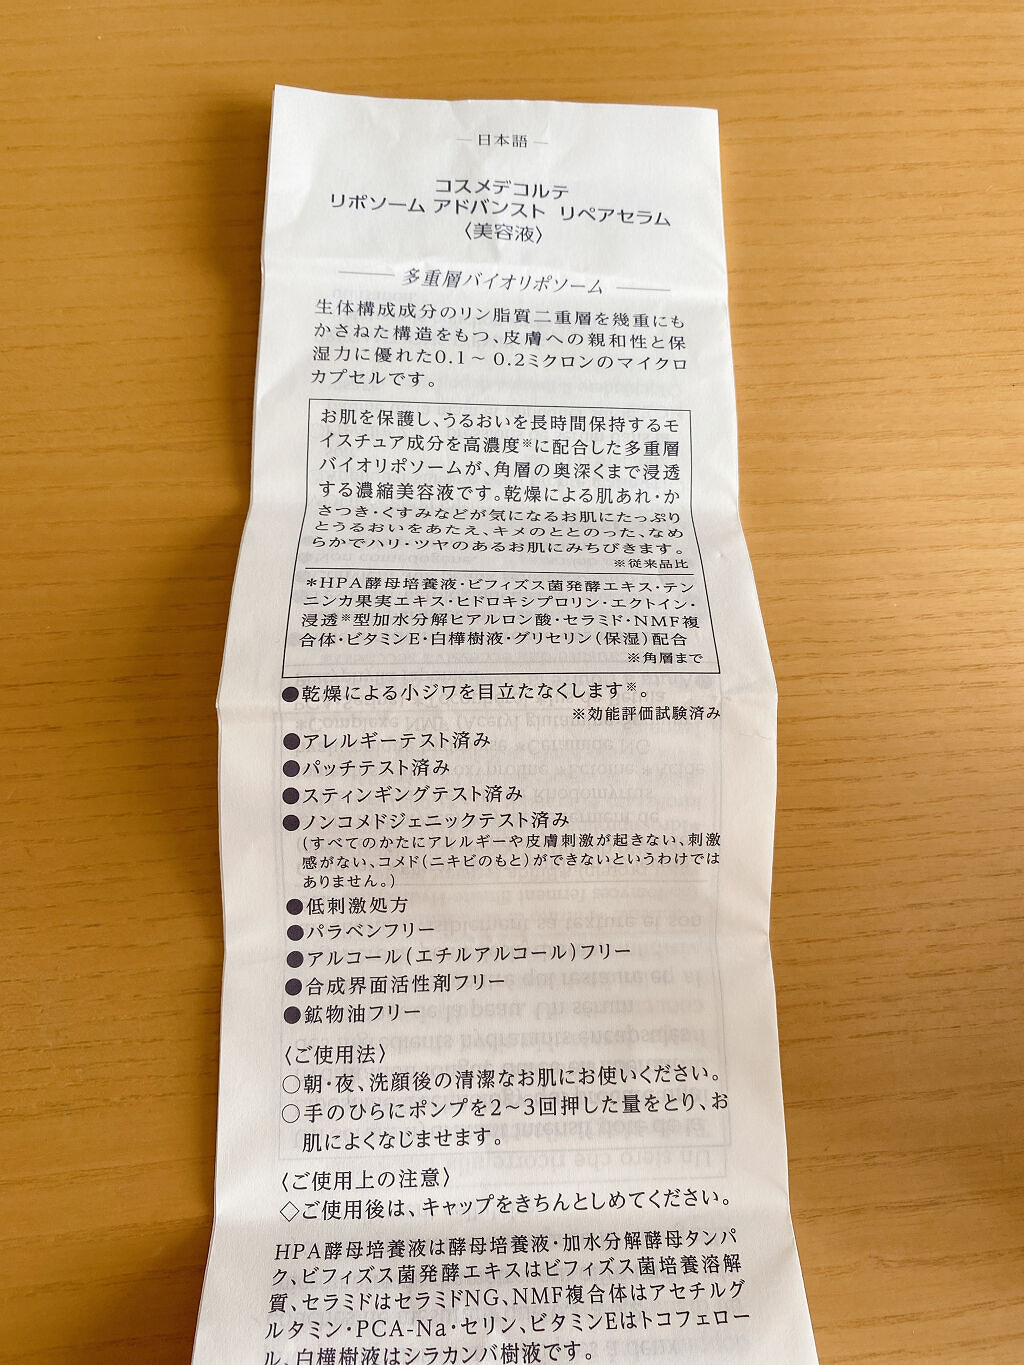 — 日本語 —
コスメデコルテ
リポソーム アドバンスト リペアセラム
〈美容液〉
多重層バイオリポソーム
生体構成成分のリン脂質二重層を幾重にも
かさねた構造をもつ、皮膚への親和性と保
湿力に優れた0.1～0.2ミクロンのマイクロ
カプセルです。
お肌を保護し、うるおいを長時間保持するモ
イスチュア成分を高濃度※に配合した多重層
バイオリポソームが、角層の奥深くまで浸透
する濃縮美容液です。乾燥による肌あれ・か
さつき・くすみなどが気になるお肌にたっぷり
とうるおいをあたえ、キメのととのった、なめ
らかでハリ・ツヤのあるお肌にみちびきます。
※従来品比
＊HPA酵母培養液・ビフィズス菌発酵エキス・テン
ニンカ果実エキス・ヒドロキシプロリン・エクトイン・
浸透※型加水分解ヒアルロン酸・セラミド・NMF複
合体・ビタミンE・白樺樹液・グリセリン（保湿）配合
※角層まで
●乾燥による小ジワを目立たなくします※。
※効能評価試験済み
●アレルギーテスト済み
●パッチテスト済み
●スティンギングテスト済み
●ノンコメドジェニックテスト済み
（すべてのかたにアレルギーや皮膚刺激が起きない、刺激
感がない、コメド（ニキビのもと）ができないというわけでは
ありません。）
●低刺激処方
●パラベンフリー
●アルコール（エチルアルコール）フリー
●合成界面活性剤フリー
●鉱物油フリー
〈ご使用法〉
○朝・夜、洗顔後の清潔なお肌にお使いください。
○手のひらにポンプを2～3回押した量をとり、お
肌によくなじませます。
〈ご使用上の注意〉
◇ご使用後は、キャップをきちんとしめてください。
HPA酵母培養液は酵母培養液・加水分解酵母タンパ
ク、ビフィズス菌発酵エキスはビフィズス菌培養溶解
質、セラミドはセラミドNG、NMF複合体はアセチルグ
ルタミン・PCA-Na・セリン、ビタミンEはトコフェロー
ル、白樺樹液はシラカンバ樹液です。